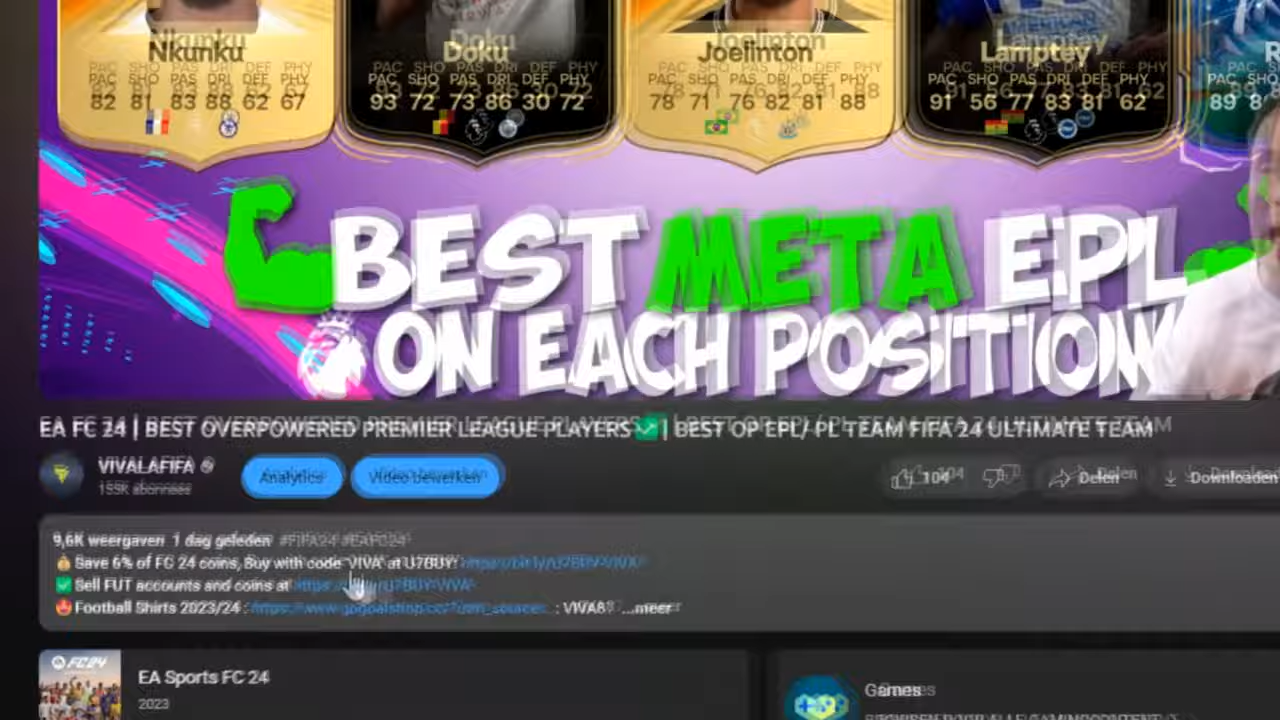 Nkunku Doku Joelinton Lamptey
PAC SHO PAS DRI DEF PHY PAC SHO PAS DRI DEF PHY PAC SHO PAS DRI DEF PHY PAC SHO PAS DRI DEF PHY PAC SHO
82 81 83 88 62 67 93 72 73 86 30 72 78 71 76 82 81 88 91 56 77 83 81 62 89
BEST META EPL
ON EACH POSITION
EA FC 24 | BEST OVERPOWERED PREMIER LEAGUE PLAYERS✅ | BEST OP EPL/ PL TEAM FIFA 24 ULTIMATE TEAM
VIVALAFIFA
155K abonnees
Analytics Video bewerken 104 Delen Downloaden
9,6K weergaven 1 dag geleden #FIFA24 #EAFC24
💰 Save 6% of FC 24 coins, Buy with code 'VIVA' at U7BUY:
✅ Sell FUT accounts and coins at
😍 Football Shirts 2023/24 : ...meer
FC24
EA Sports FC 24
2023
Games